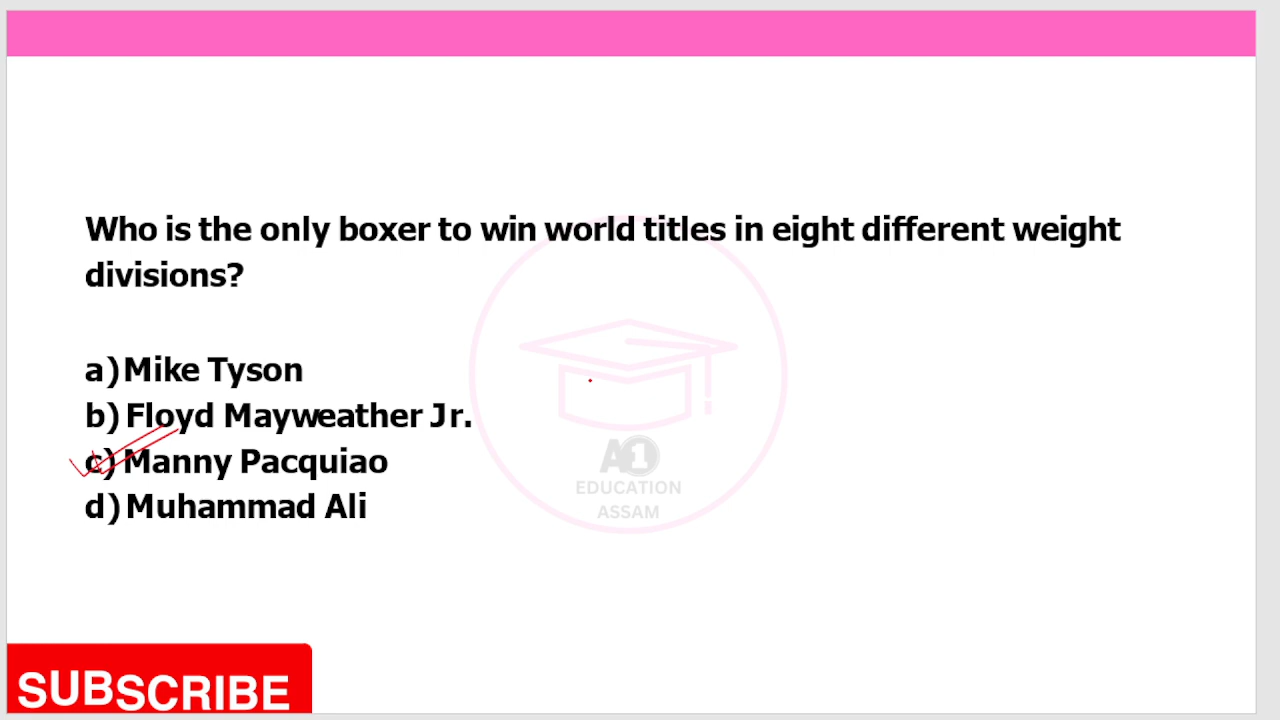 Who is the only boxer to win world titles in eight different weight
divisions?
a) Mike Tyson
b) Floyd Mayweather Jr.
c) Manny Pacquiao
d) Muhammad Ali
A1
EDUCATION
ASSAM
SUBSCRIBE